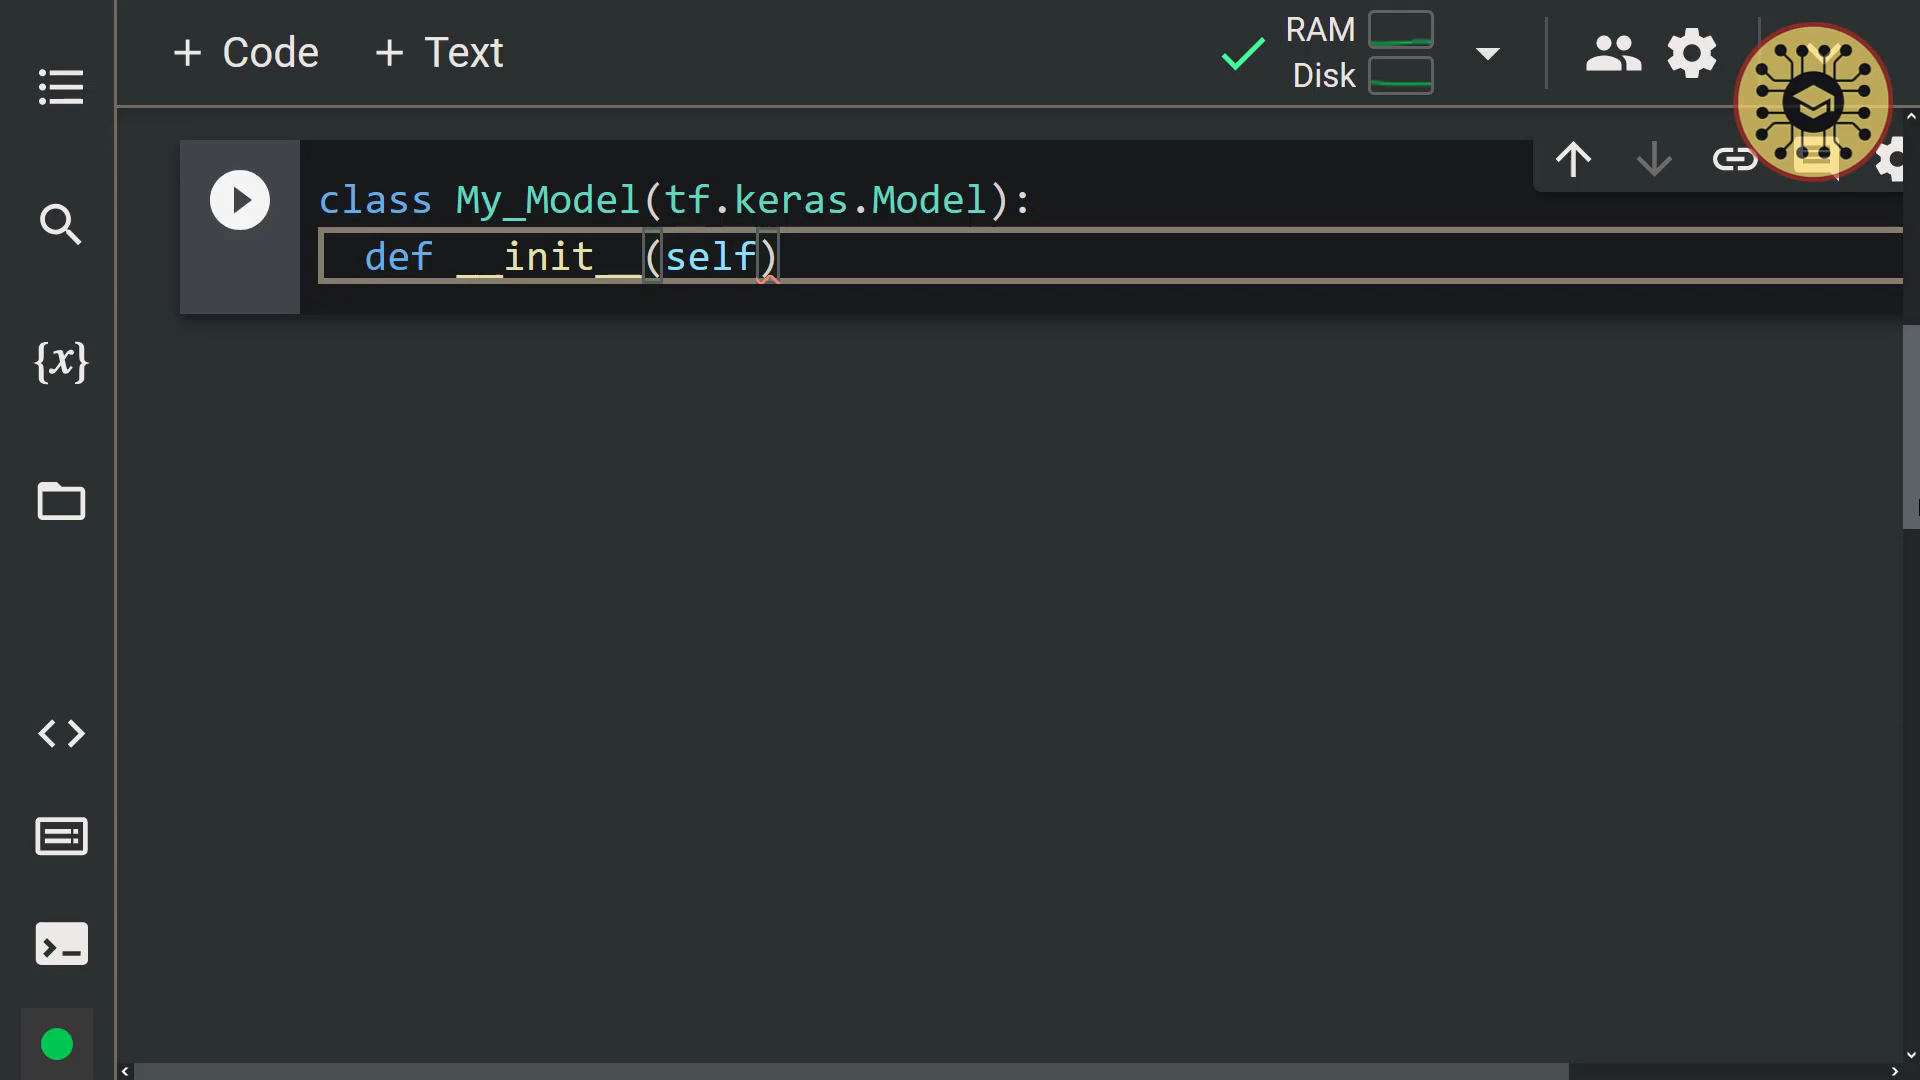 + Code + Text
RAM
Disk
class My_Model(tf.keras.Model):
{x}
def __init__(self)